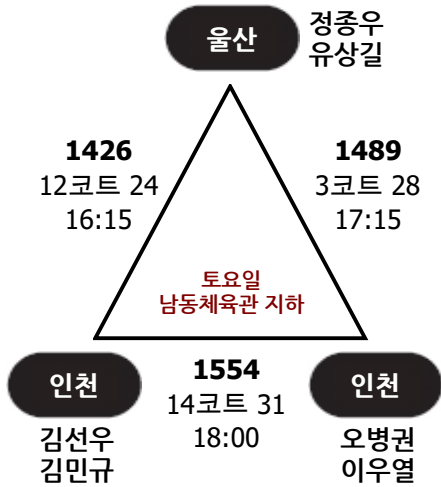 울산
정종우
유상길
1426
12코트 24
16:15
1489
3코트 28
17:15
토요일
남동체육관 지하
인천
김선우
김민규
1554
14코트 31
18:00
인천
오병권
이우열